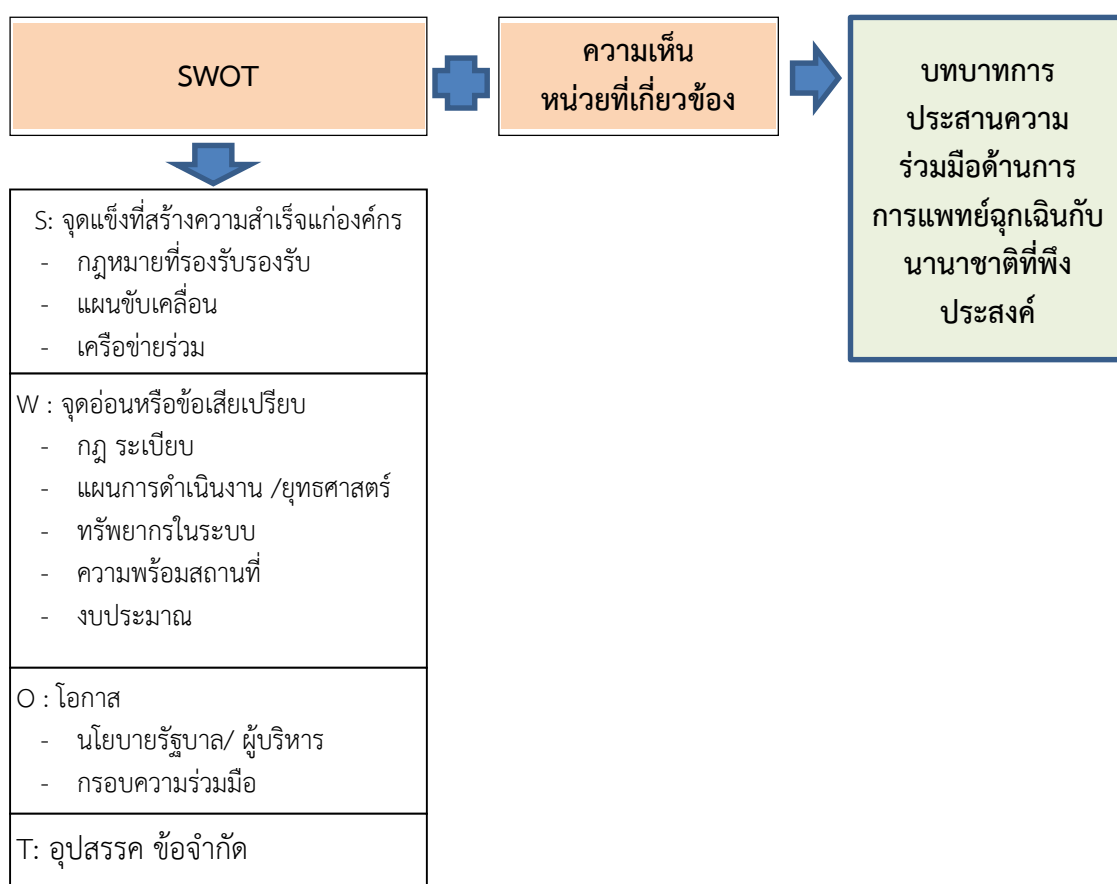 SWOT
ความเห็น
หน่วยที่เกี่ยวข้อง
บทบาทการ
ประสานความ
ร่วมมือด้านการ
การแพทย์ฉุกเฉินกับ
นานาชาติที่พึง
ประสงค์
S: จุดแข็งที่สร้างความสำเร็จแก่องค์กร
- กฎหมายที่รองรับรองรับ
- แผนขับเคลื่อน
- เครือข่ายร่วม
W : จุดอ่อนหรือข้อเสียเปรียบ
- กฎ ระเบียบ
- แผนการดำเนินงาน /ยุทธศาสตร์
- ทรัพยากรในระบบ
- ความพร้อมสถานที่
- งบประมาณ
O : โอกาส
- นโยบายรัฐบาล/ ผู้บริหาร
- กรอบความร่วมมือ
T: อุปสรรค ข้อจำกัด